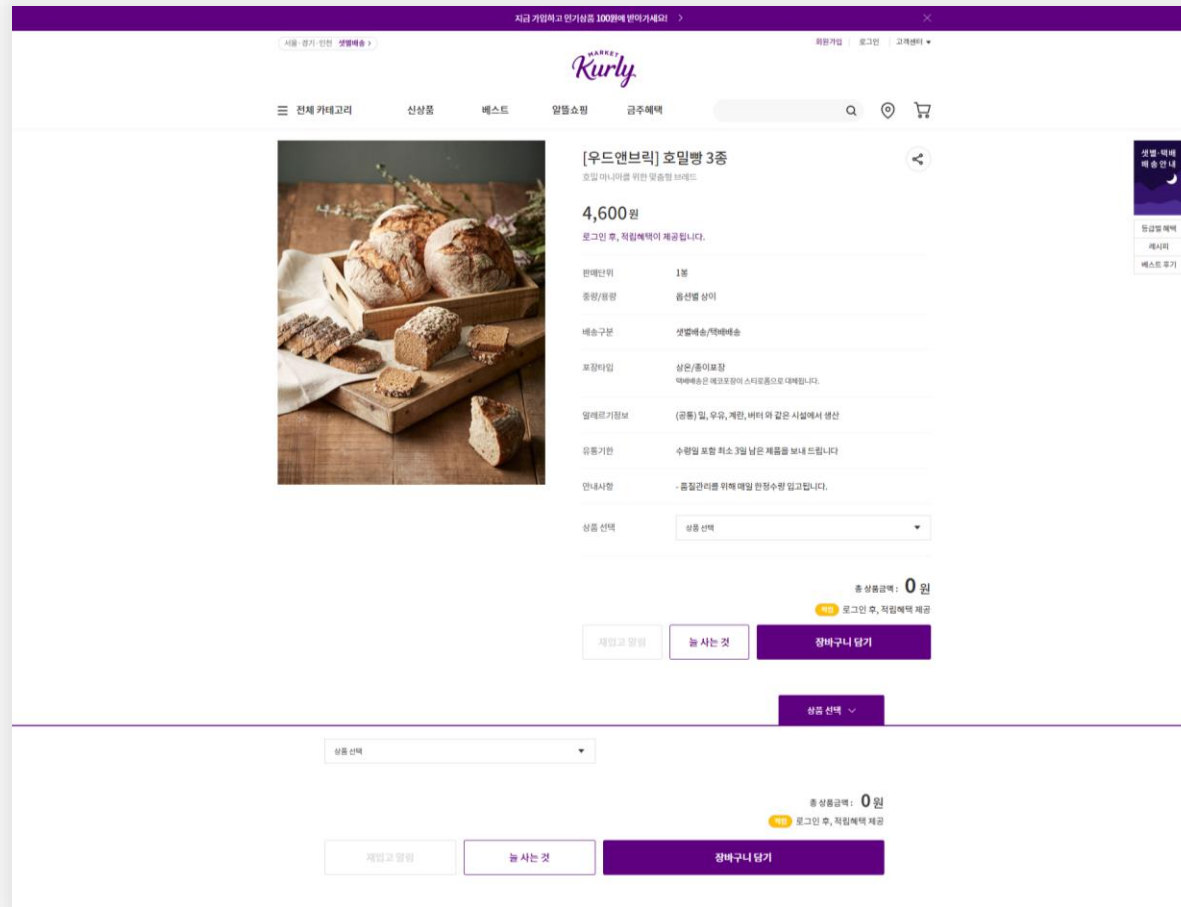 지금 가입하고 인기상품 100원에 받아가세요! >
서울·경기·인천 샛별배송 >
회원가입 로그인 고객센터
MARKET
Kurly
전체 카테고리 신상품 베스트 알뜰쇼핑 금주혜택
[우드앤브릭] 호밀빵 3종
호밀 마니아를 위한 맞춤형 브레드
4,600원
로그인 후, 적립혜택이 제공됩니다.
판매단위 1봉
중량/용량 옵션별 상이
배송구분 샛별배송/택배배송
포장타입 상온/종이포장
택배배송은 에코포장이 스티로폼으로 대체됩니다.
알레르기정보 (공통) 밀, 우유, 계란, 버터 와 같은 시설에서 생산
유통기한 수령일 포함 최소 3일 남은 제품을 보내 드립니다
안내사항 - 품질관리를 위해 매일 한정수량 입고됩니다.
상품 선택 상품 선택
총 상품금액 : 0 원
적립 로그인 후, 적립혜택 제공
재입고 알림 늘 사는 것 장바구니 담기
샛별·택배
배송안내
등급별 혜택
레시피
베스트 후기
상품 선택
상품 선택
총 상품금액 : 0 원
적립 로그인 후, 적립혜택 제공
재입고 알림 늘 사는 것 장바구니 담기